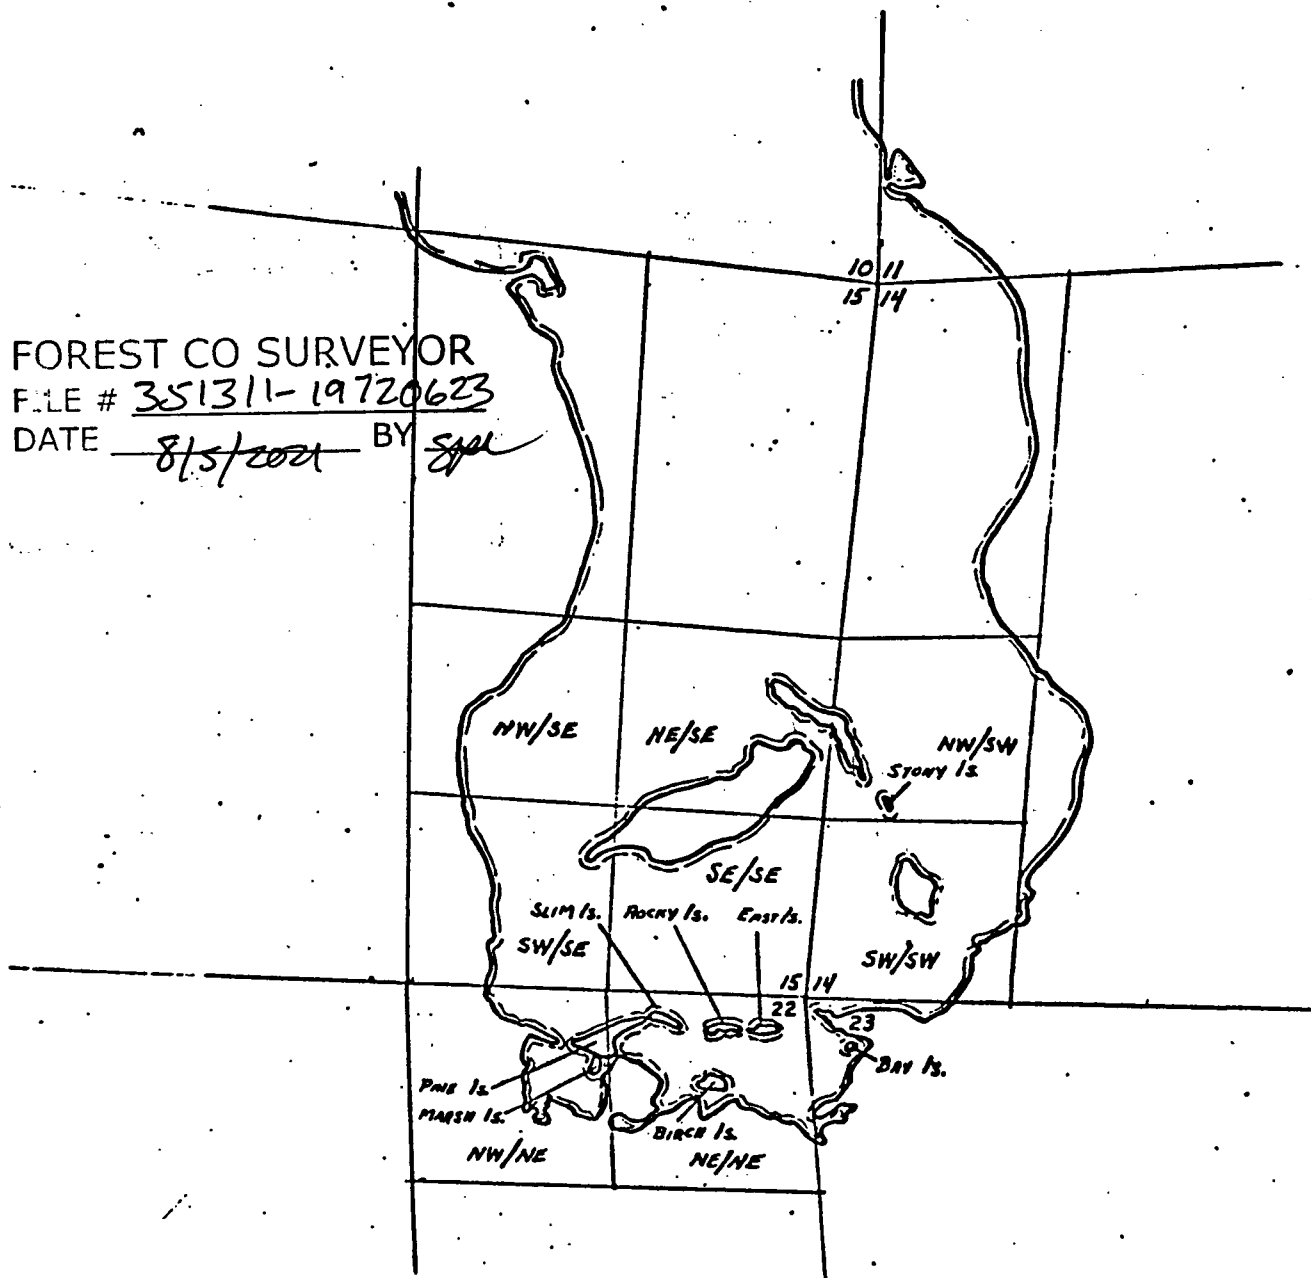 10 11
15 14
FOREST CO SURVEYOR
FILE # 351311-19720623
DATE 8/5/2021 BY
NW/SE
NE/SE
NW/SW
STONY IS.
SE/SE
SLIM IS. ROCKY IS. EAST IS.
SW/SE
SW/SW
15 14
22 23
BAY IS.
PINE IS.
MARSH IS.
BIRCH IS.
NW/NE
NE/NE